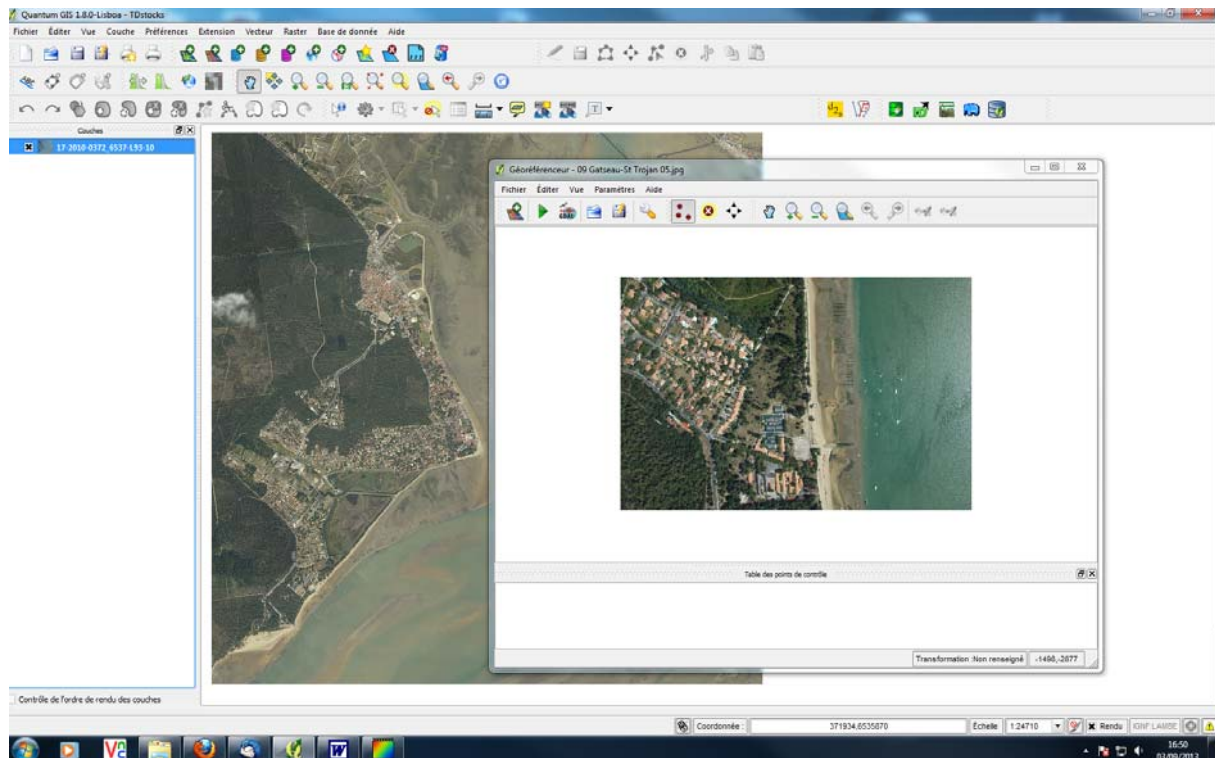 Quantum GIS 1.8.0-Lisboa - TDstocks
Fichier Éditer Vue Couche Préférences Extension Vecteur Raster Base de donnée Aide
Couches
17-2010-0372_6537-L93-10
Géoréférenceur - 09 Gatseau-St Trojan 05.jpg
Fichier Éditer Vue Paramètres Aide
Table des points de contrôle
Transformation :Non renseigné -1498,-2877
Contrôle de l'ordre de rendu des couches
Coordonnée : 371934,6535870 Échelle 1:24710 Rendu
16:50
03/09/2013